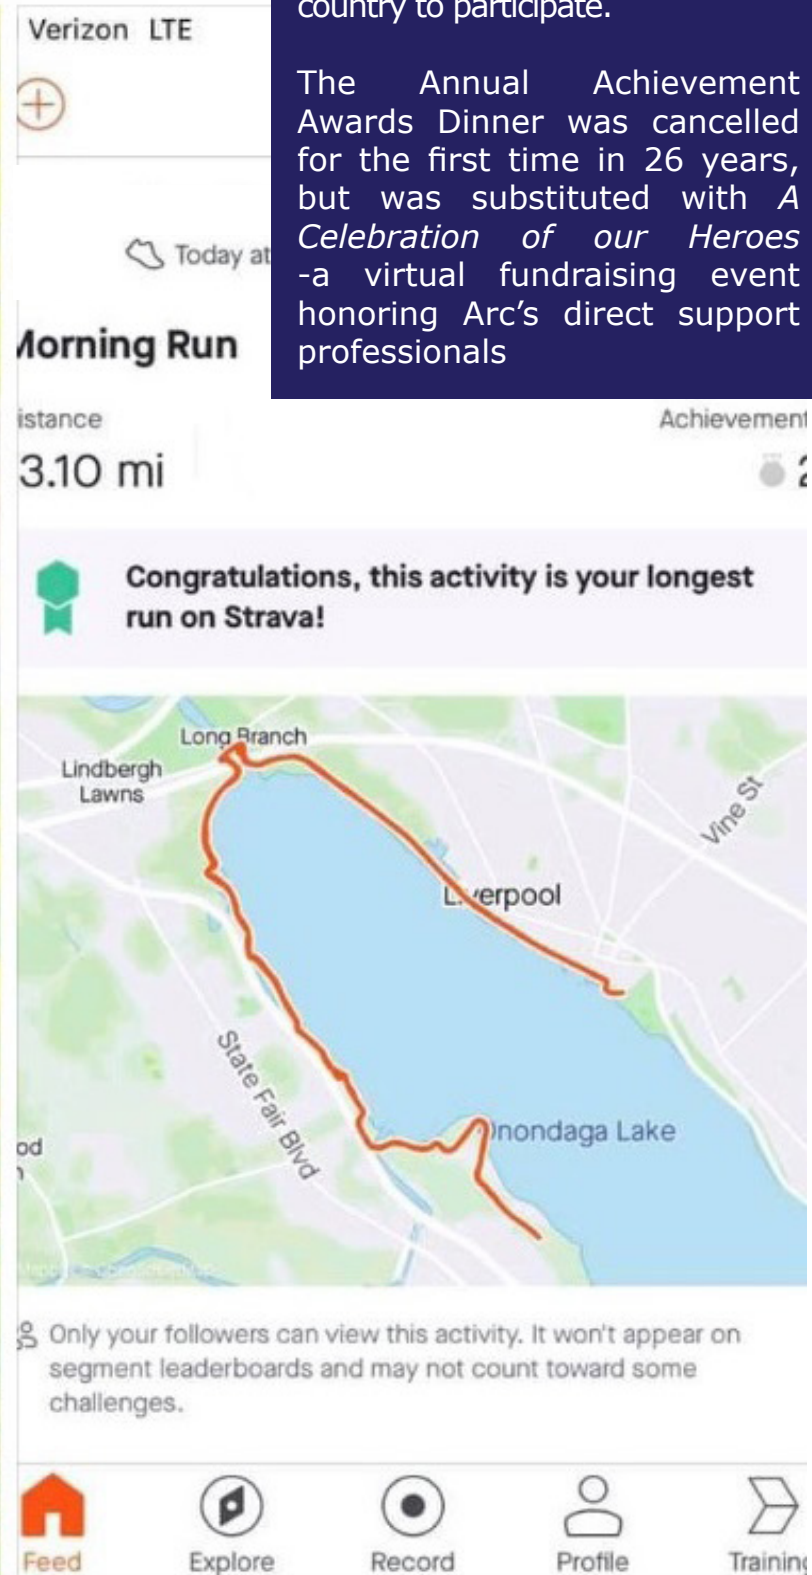 Verizon LTE
country to participate.
The Annual Achievement
Awards Dinner was cancelled
for the first time in 26 years,
but was substituted with A
Celebration of our Heroes
-a virtual fundraising event
honoring Arc's direct support
professionals
Today at
Morning Run
istance
3.10 mi
Achievement
2
Congratulations, this activity is your longest
run on Strava!
Long Branch
Lindbergh
Lawns
Vine St
Liverpool
State Fair Blvd
Onondaga Lake
od
Only your followers can view this activity. It won't appear on
segment leaderboards and may not count toward some
challenges.
Feed
Explore
Record
Profile
Training